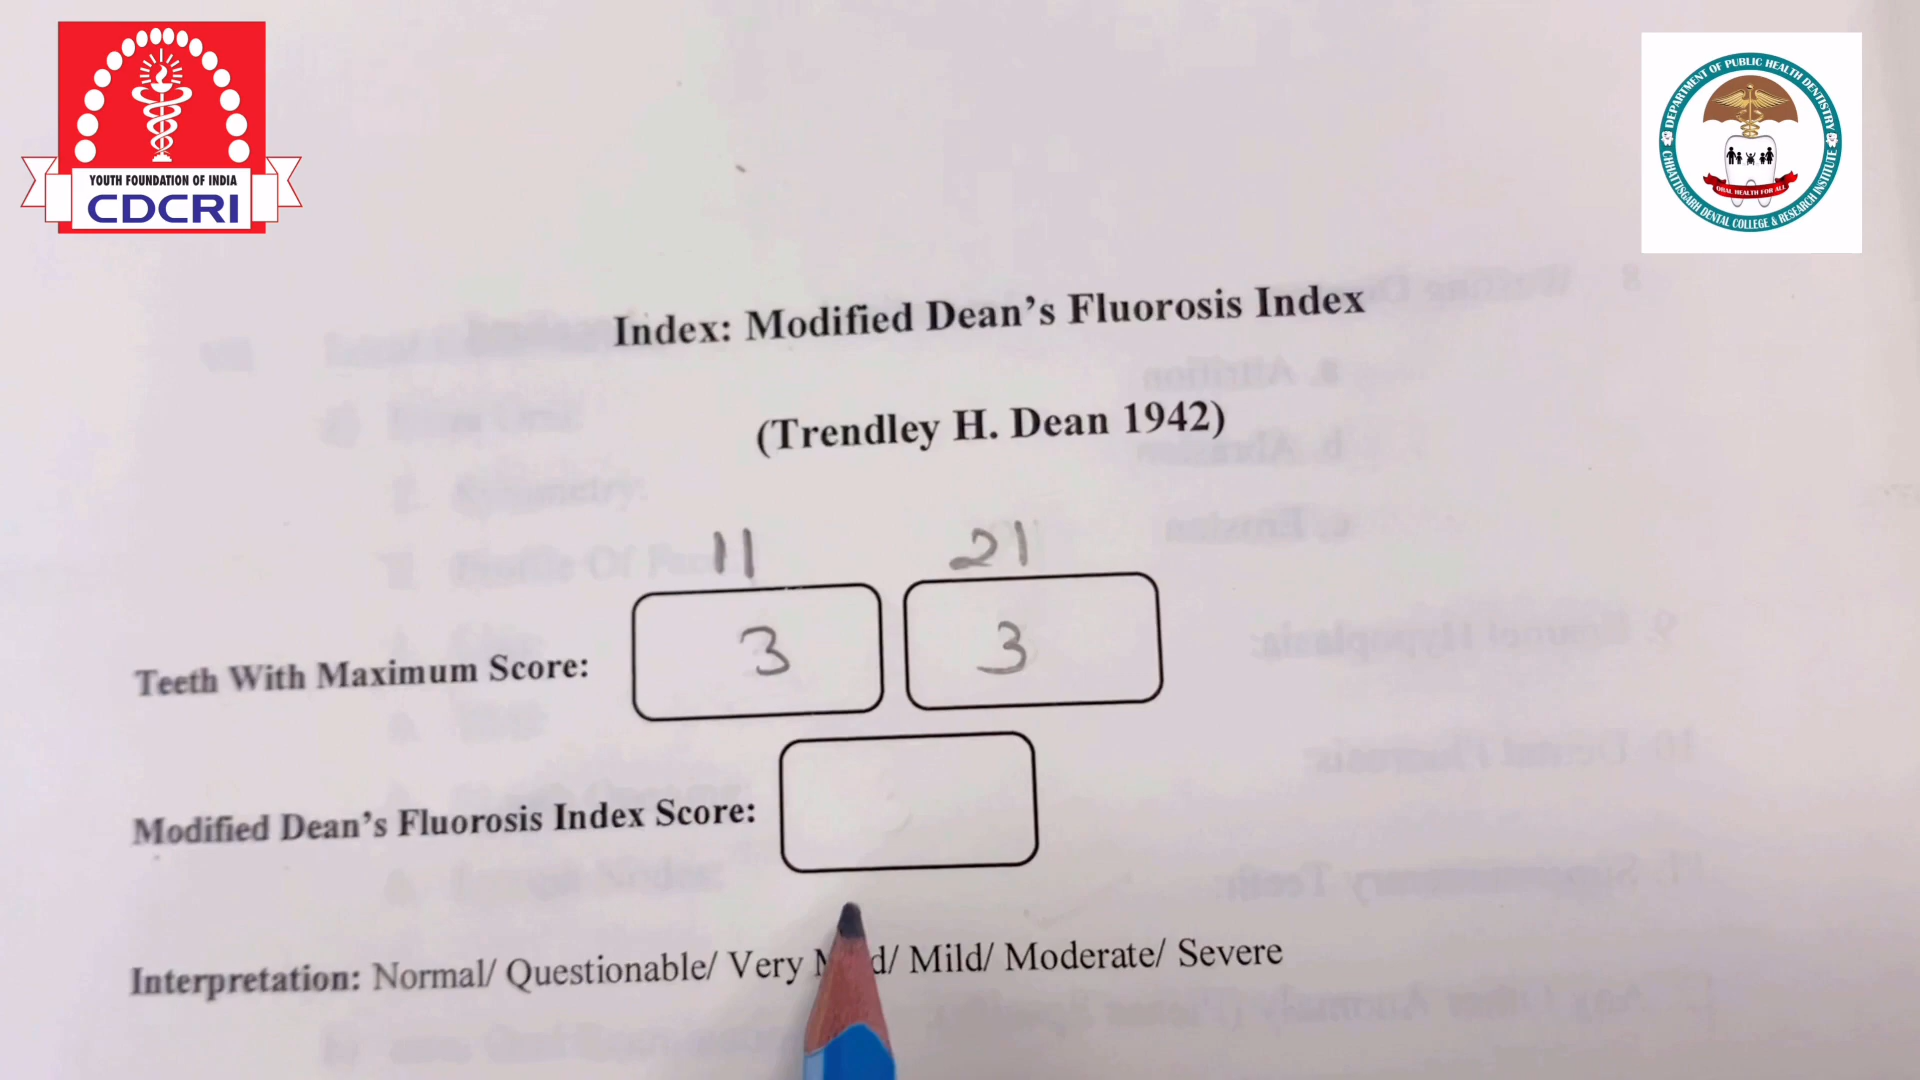 YOUTH FOUNDATION OF INDIA
CDCRI
DEPARTMENT OF PUBLIC HEALTH DENTISTRY
CHHATTISGARH DENTAL COLLEGE & RESEARCH INSTITUTE
ORAL HEALTH FOR ALL
Index: Modified Dean's Fluorosis Index
(Trendley H. Dean 1942)
11 21
Teeth With Maximum Score: 3 3
Modified Dean's Fluorosis Index Score:
Interpretation: Normal/ Questionable/ Very / Mild/ Moderate/ Severe